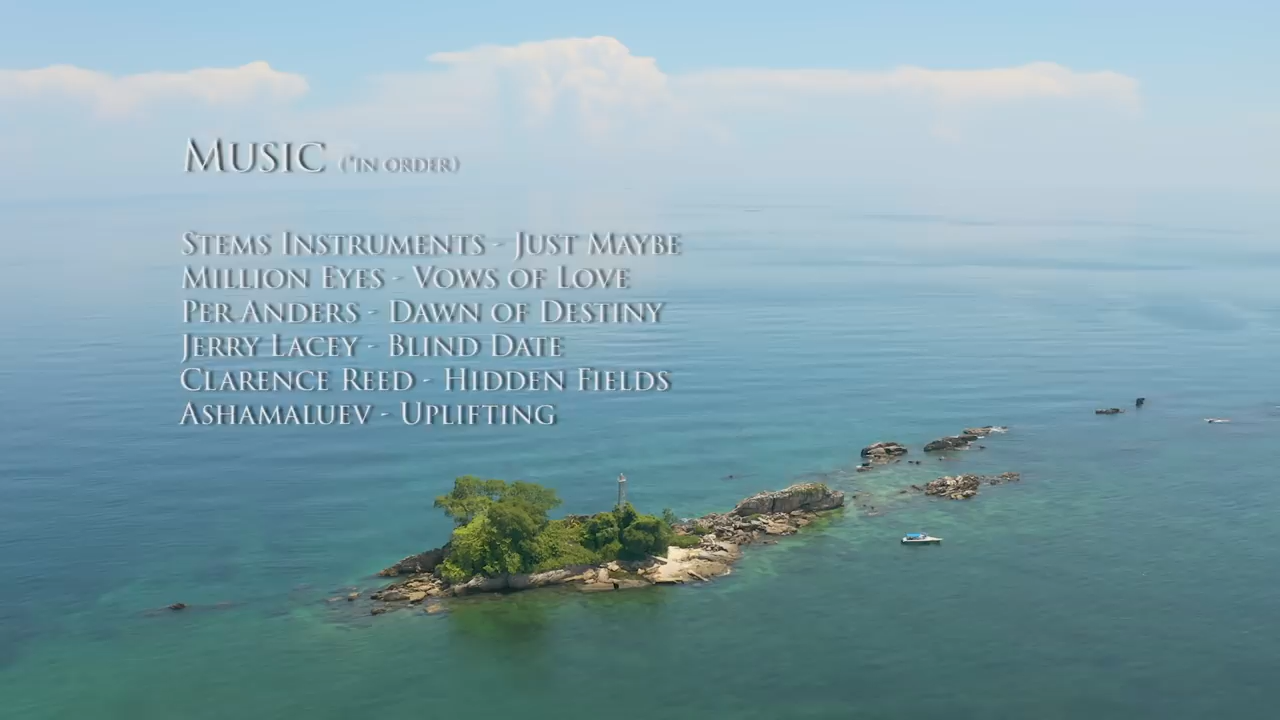 Music (*in order)
Stems Instruments - Just Maybe
Million Eyes - Vows of Love
Per Anders - Dawn of Destiny
Jerry Lacey - Blind Date
Clarence Reed - Hidden Fields
Ashamaluev - Uplifting